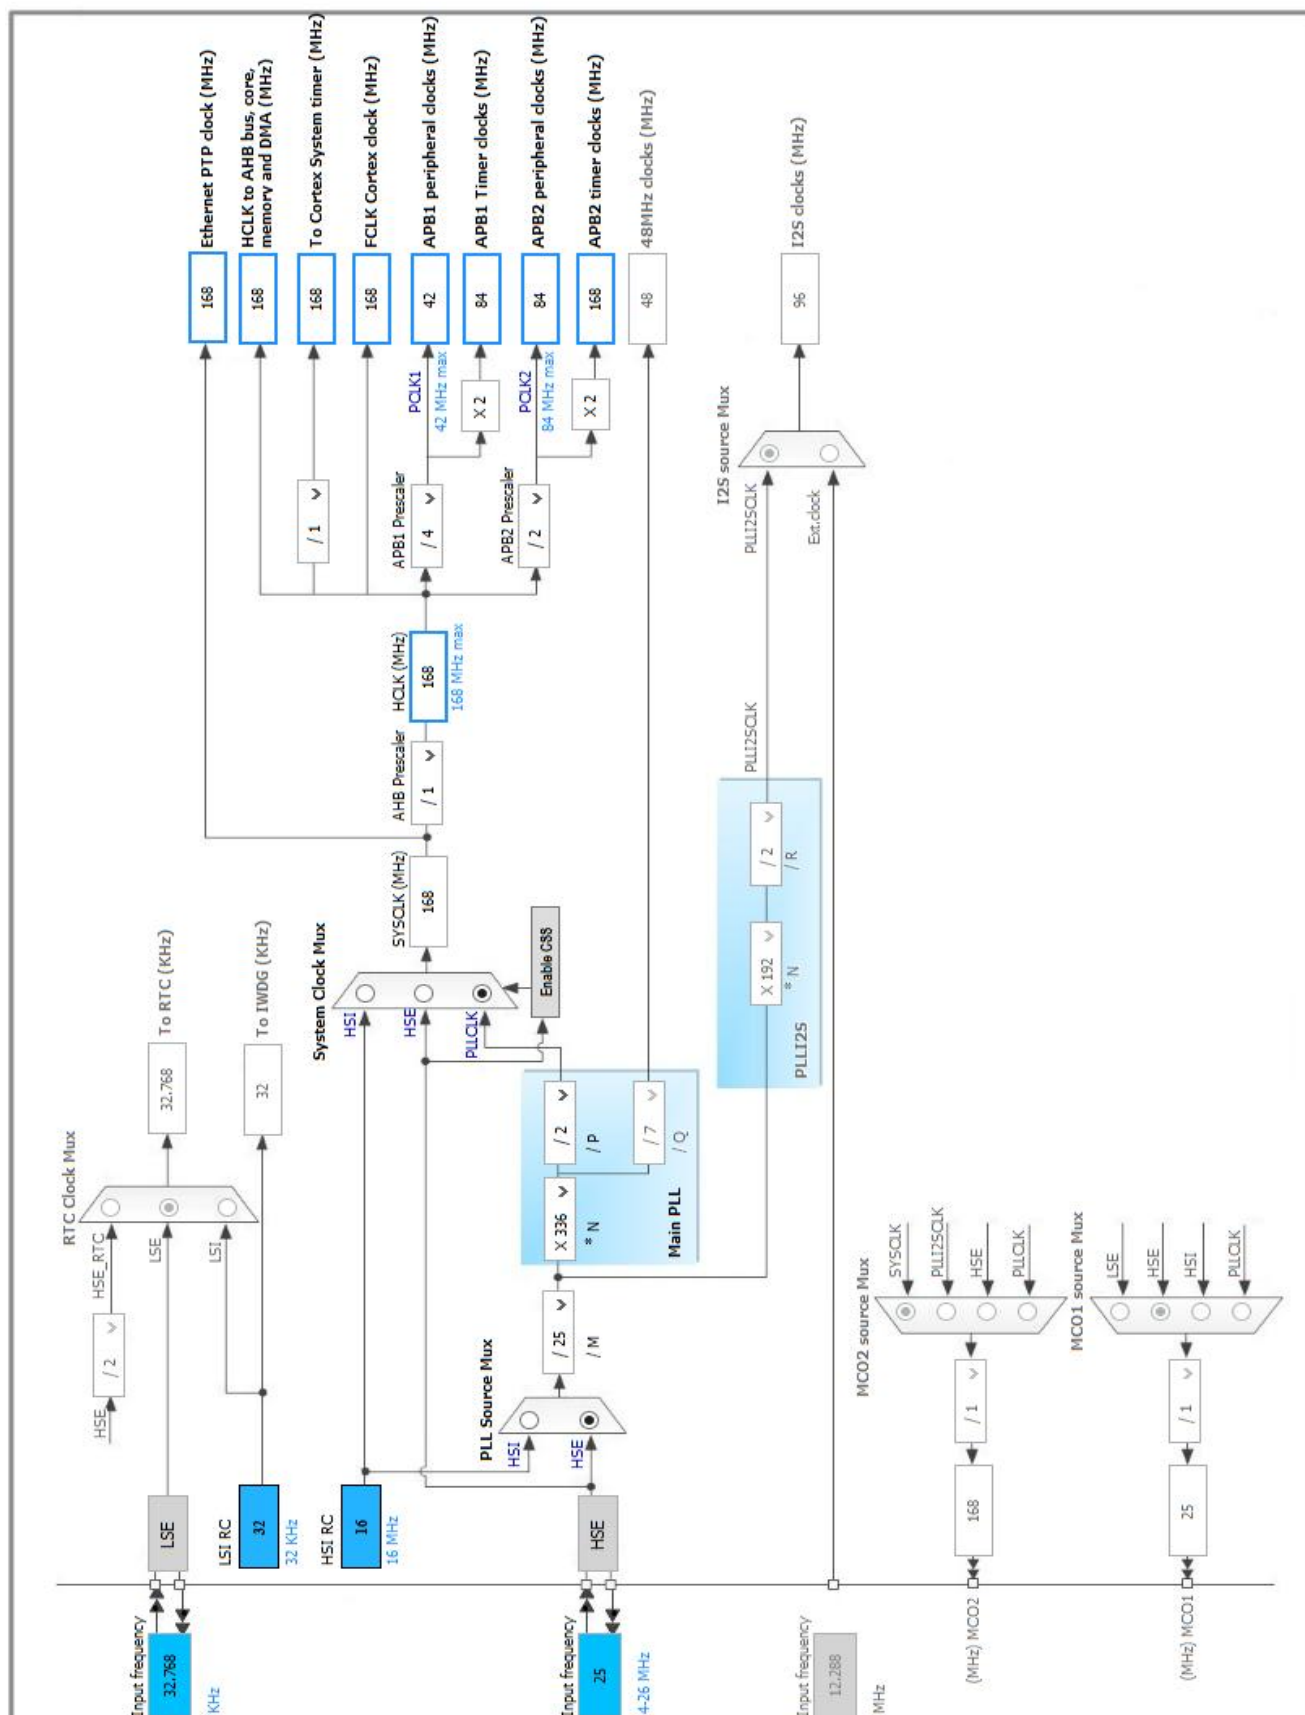 Input frequency
32.768
KHz
LSE
HSE
/ 2
HSE_RTC
LSE
LSI
RTC Clock Mux
32.768
To RTC (KHz)
LSI RC
32
32 KHz
32
To IWDG (KHz)
HSI RC
16
16 MHz
Input frequency
25
4-26 MHz
HSE
PLL Source Mux
HSI
HSE
/ 25
/ M
X 336
* N
/ 2
/ P
/ 7
/ Q
Main PLL
System Clock Mux
HSI
HSE
PLLCLK
Enable CSS
SYSCLK (MHz)
168
AHB Prescaler
/ 1
HCLK (MHz)
168
168 MHz max
/ 1
APB1 Prescaler
/ 4
PCLK1
42 MHz max
X 2
APB2 Prescaler
/ 2
PCLK2
84 MHz max
X 2
168
Ethernet PTP clock (MHz)
168
HCLK to AHB bus, core,
memory and DMA (MHz)
168
To Cortex System timer (MHz)
168
FCLK Cortex clock (MHz)
42
APB1 peripheral clocks (MHz)
84
APB1 Timer clocks (MHz)
84
APB2 peripheral clocks (MHz)
168
APB2 timer clocks (MHz)
48
48MHz clocks (MHz)
PLLI2S
X 192
* N
/ 2
/ R
PLLI2SCLK
PLLI2SCLK
Ext.clock
I2S source Mux
96
I2S clocks (MHz)
Input frequency
12.288
MHz
MCO2 source Mux
SYSCLK
PLLI2SCLK
HSE
PLLCLK
/ 1
168
(MHz) MCO2
MCO1 source Mux
LSE
HSE
HSI
PLLCLK
/ 1
25
(MHz) MCO1